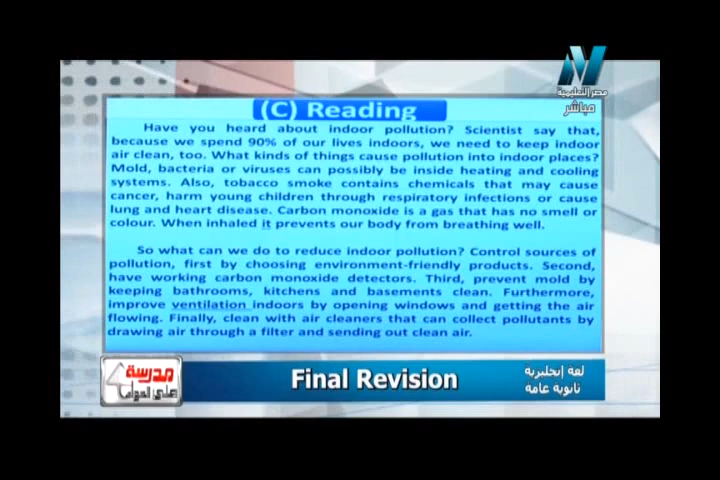 مصر التعليمية
مباشر
(C) Reading
Have you heard about indoor pollution? Scientist say that,
because we spend 90% of our lives indoors, we need to keep indoor
air clean, too. What kinds of things cause pollution into indoor places?
Mold, bacteria or viruses can possibly be inside heating and cooling
systems. Also, tobacco smoke contains chemicals that may cause
cancer, harm young children through respiratory infections or cause
lung and heart disease. Carbon monoxide is a gas that has no smell or
colour. When inhaled it prevents our body from breathing well.
So what can we do to reduce indoor pollution? Control sources of
pollution, first by choosing environment-friendly products. Second,
have working carbon monoxide detectors. Third, prevent mold by
keeping bathrooms, kitchens and basements clean. Furthermore,
improve ventilation indoors by opening windows and getting the air
flowing. Finally, clean with air cleaners that can collect pollutants by
drawing air through a filter and sending out clean air.
مدرسة
على الهواء
Final Revision
لغة إنجليزية
ثانوية عامة